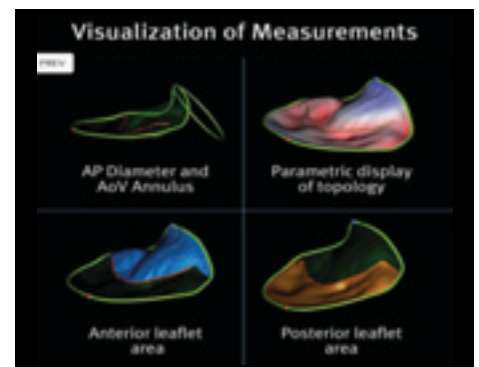 Visualization of Measurements
PREV
AP Diameter and
AoV Annulus
Parametric display
of topology
Anterior leaflet
area
Posterior leaflet
area